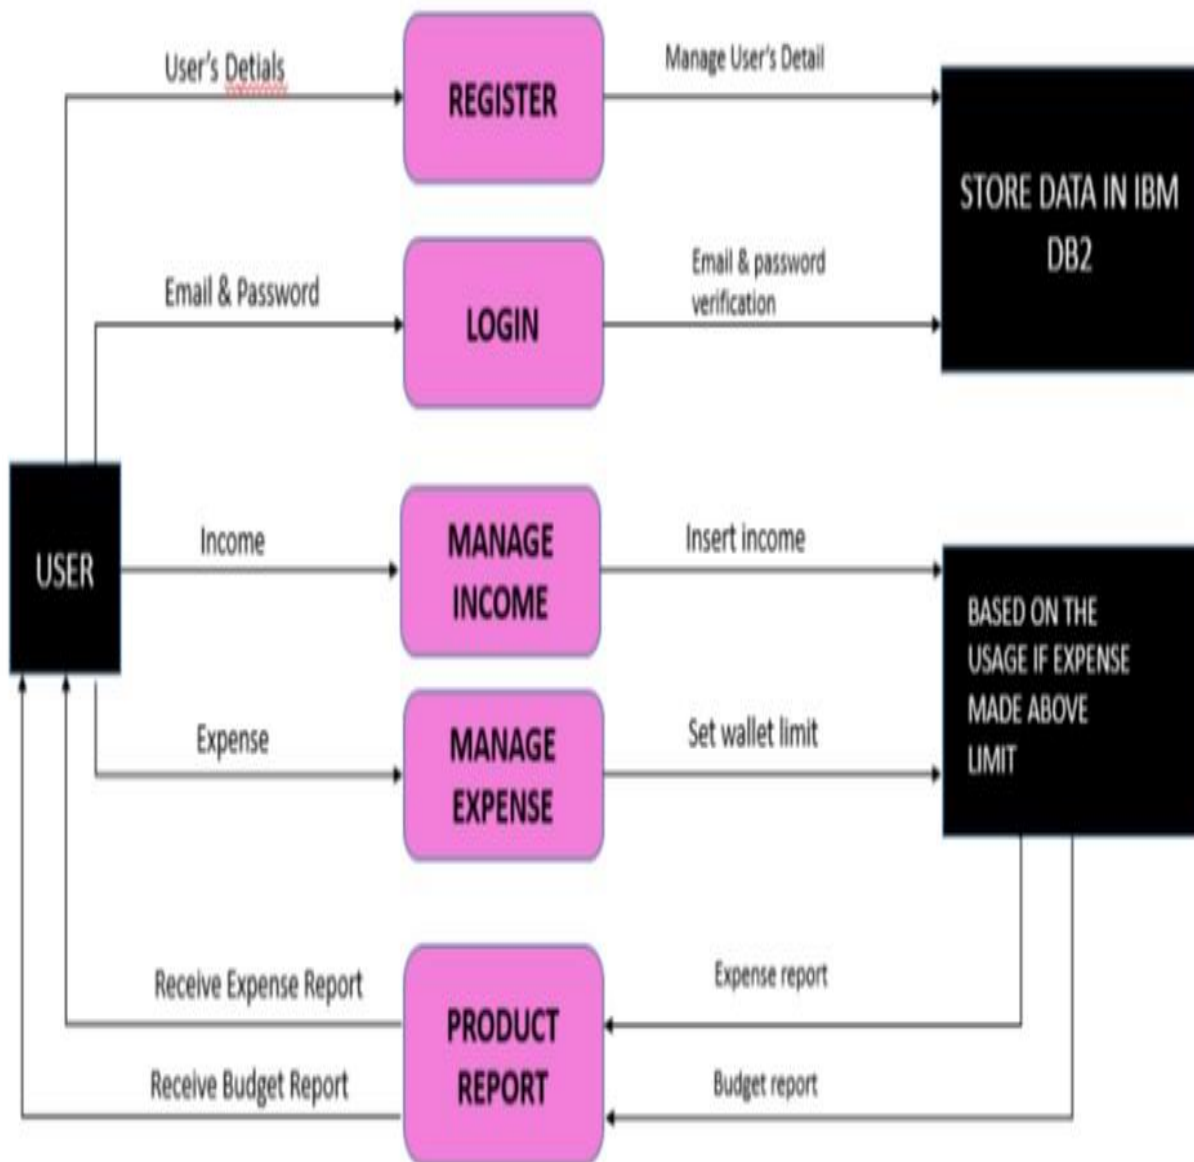 User's Detials
REGISTER
Manage User's Detail
STORE DATA IN IBM
DB2
Email & Password
LOGIN
Email & password
verification
USER
Income
MANAGE
INCOME
Insert income
BASED ON THE
USAGE IF EXPENSE
MADE ABOVE
LIMIT
Expense
MANAGE
EXPENSE
Set wallet limit
Receive Expense Report
PRODUCT
REPORT
Expense report
Receive Budget Report
Budget report